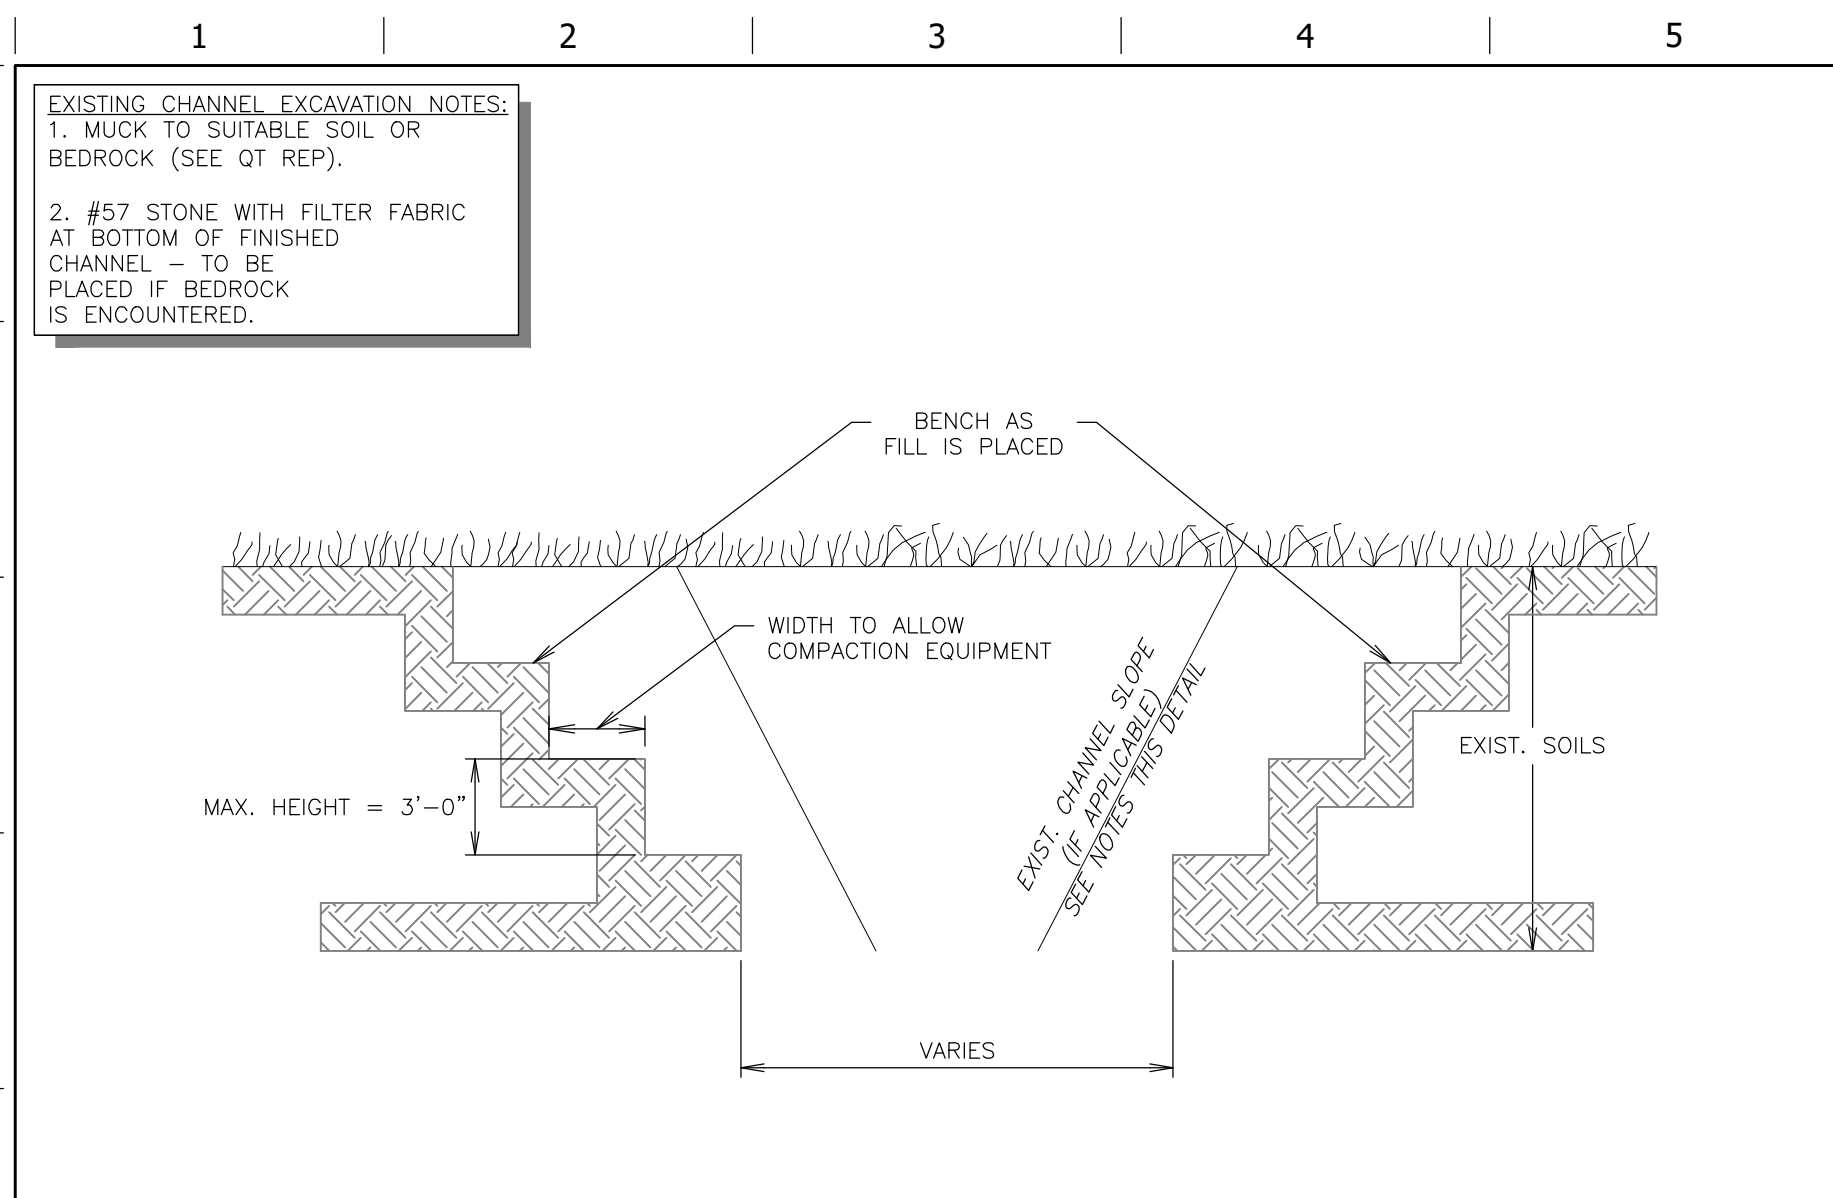 1 2 3 4 5
EXISTING CHANNEL EXCAVATION NOTES:
1. MUCK TO SUITABLE SOIL OR
BEDROCK (SEE QT REP).
2. #57 STONE WITH FILTER FABRIC
AT BOTTOM OF FINISHED
CHANNEL – TO BE
PLACED IF BEDROCK
IS ENCOUNTERED.
BENCH AS
FILL IS PLACED
WIDTH TO ALLOW
COMPACTION EQUIPMENT
EXIST. CHANNEL SLOPE
(IF APPLICABLE)
SEE NOTES THIS DETAIL
EXIST. SOILS
MAX. HEIGHT = 3'–0"
VARIES